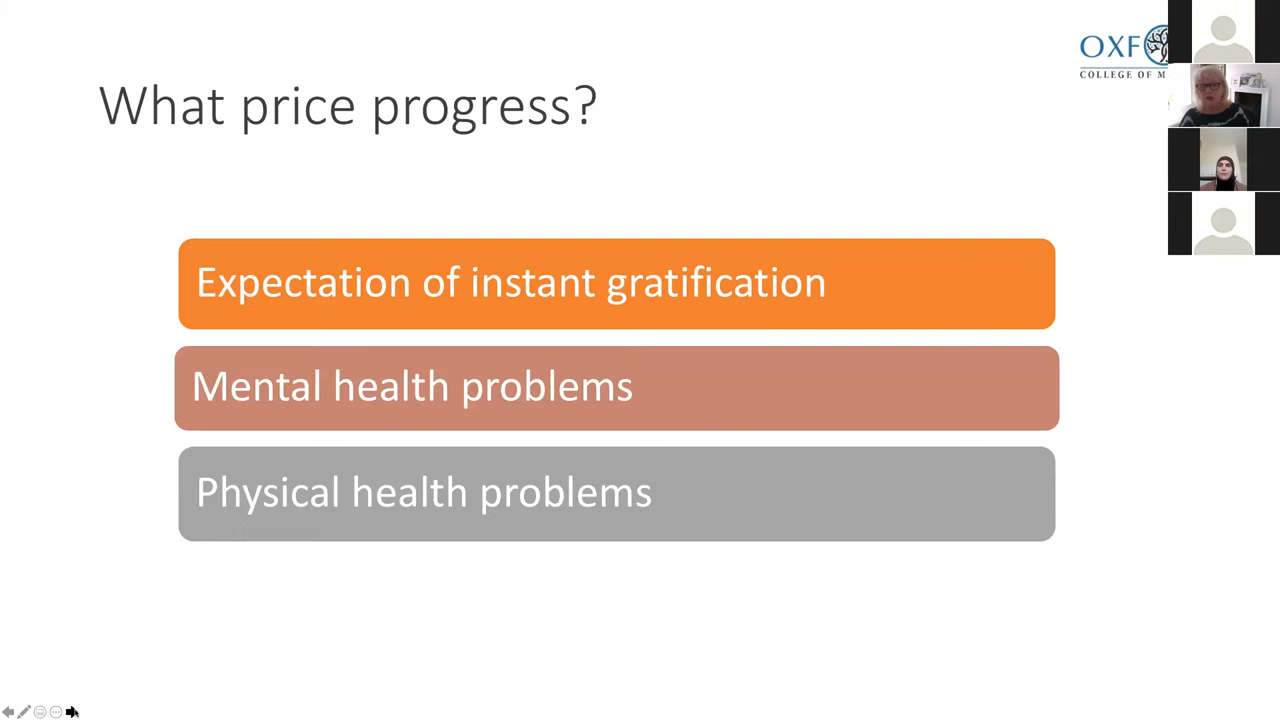 OXF
COLLEGE OF M
What price progress?
Expectation of instant gratification
Mental health problems
Physical health problems